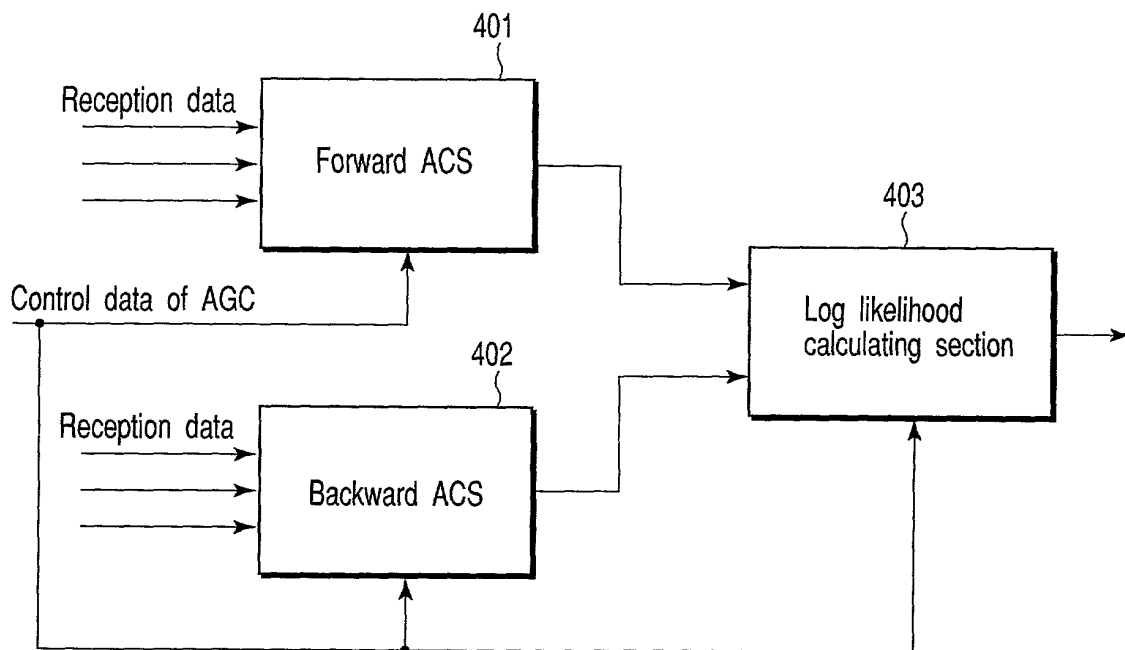 401
Reception data
Forward ACS
403
Control data of AGC
Log likelihood
calculating section
402
Reception data
Backward ACS